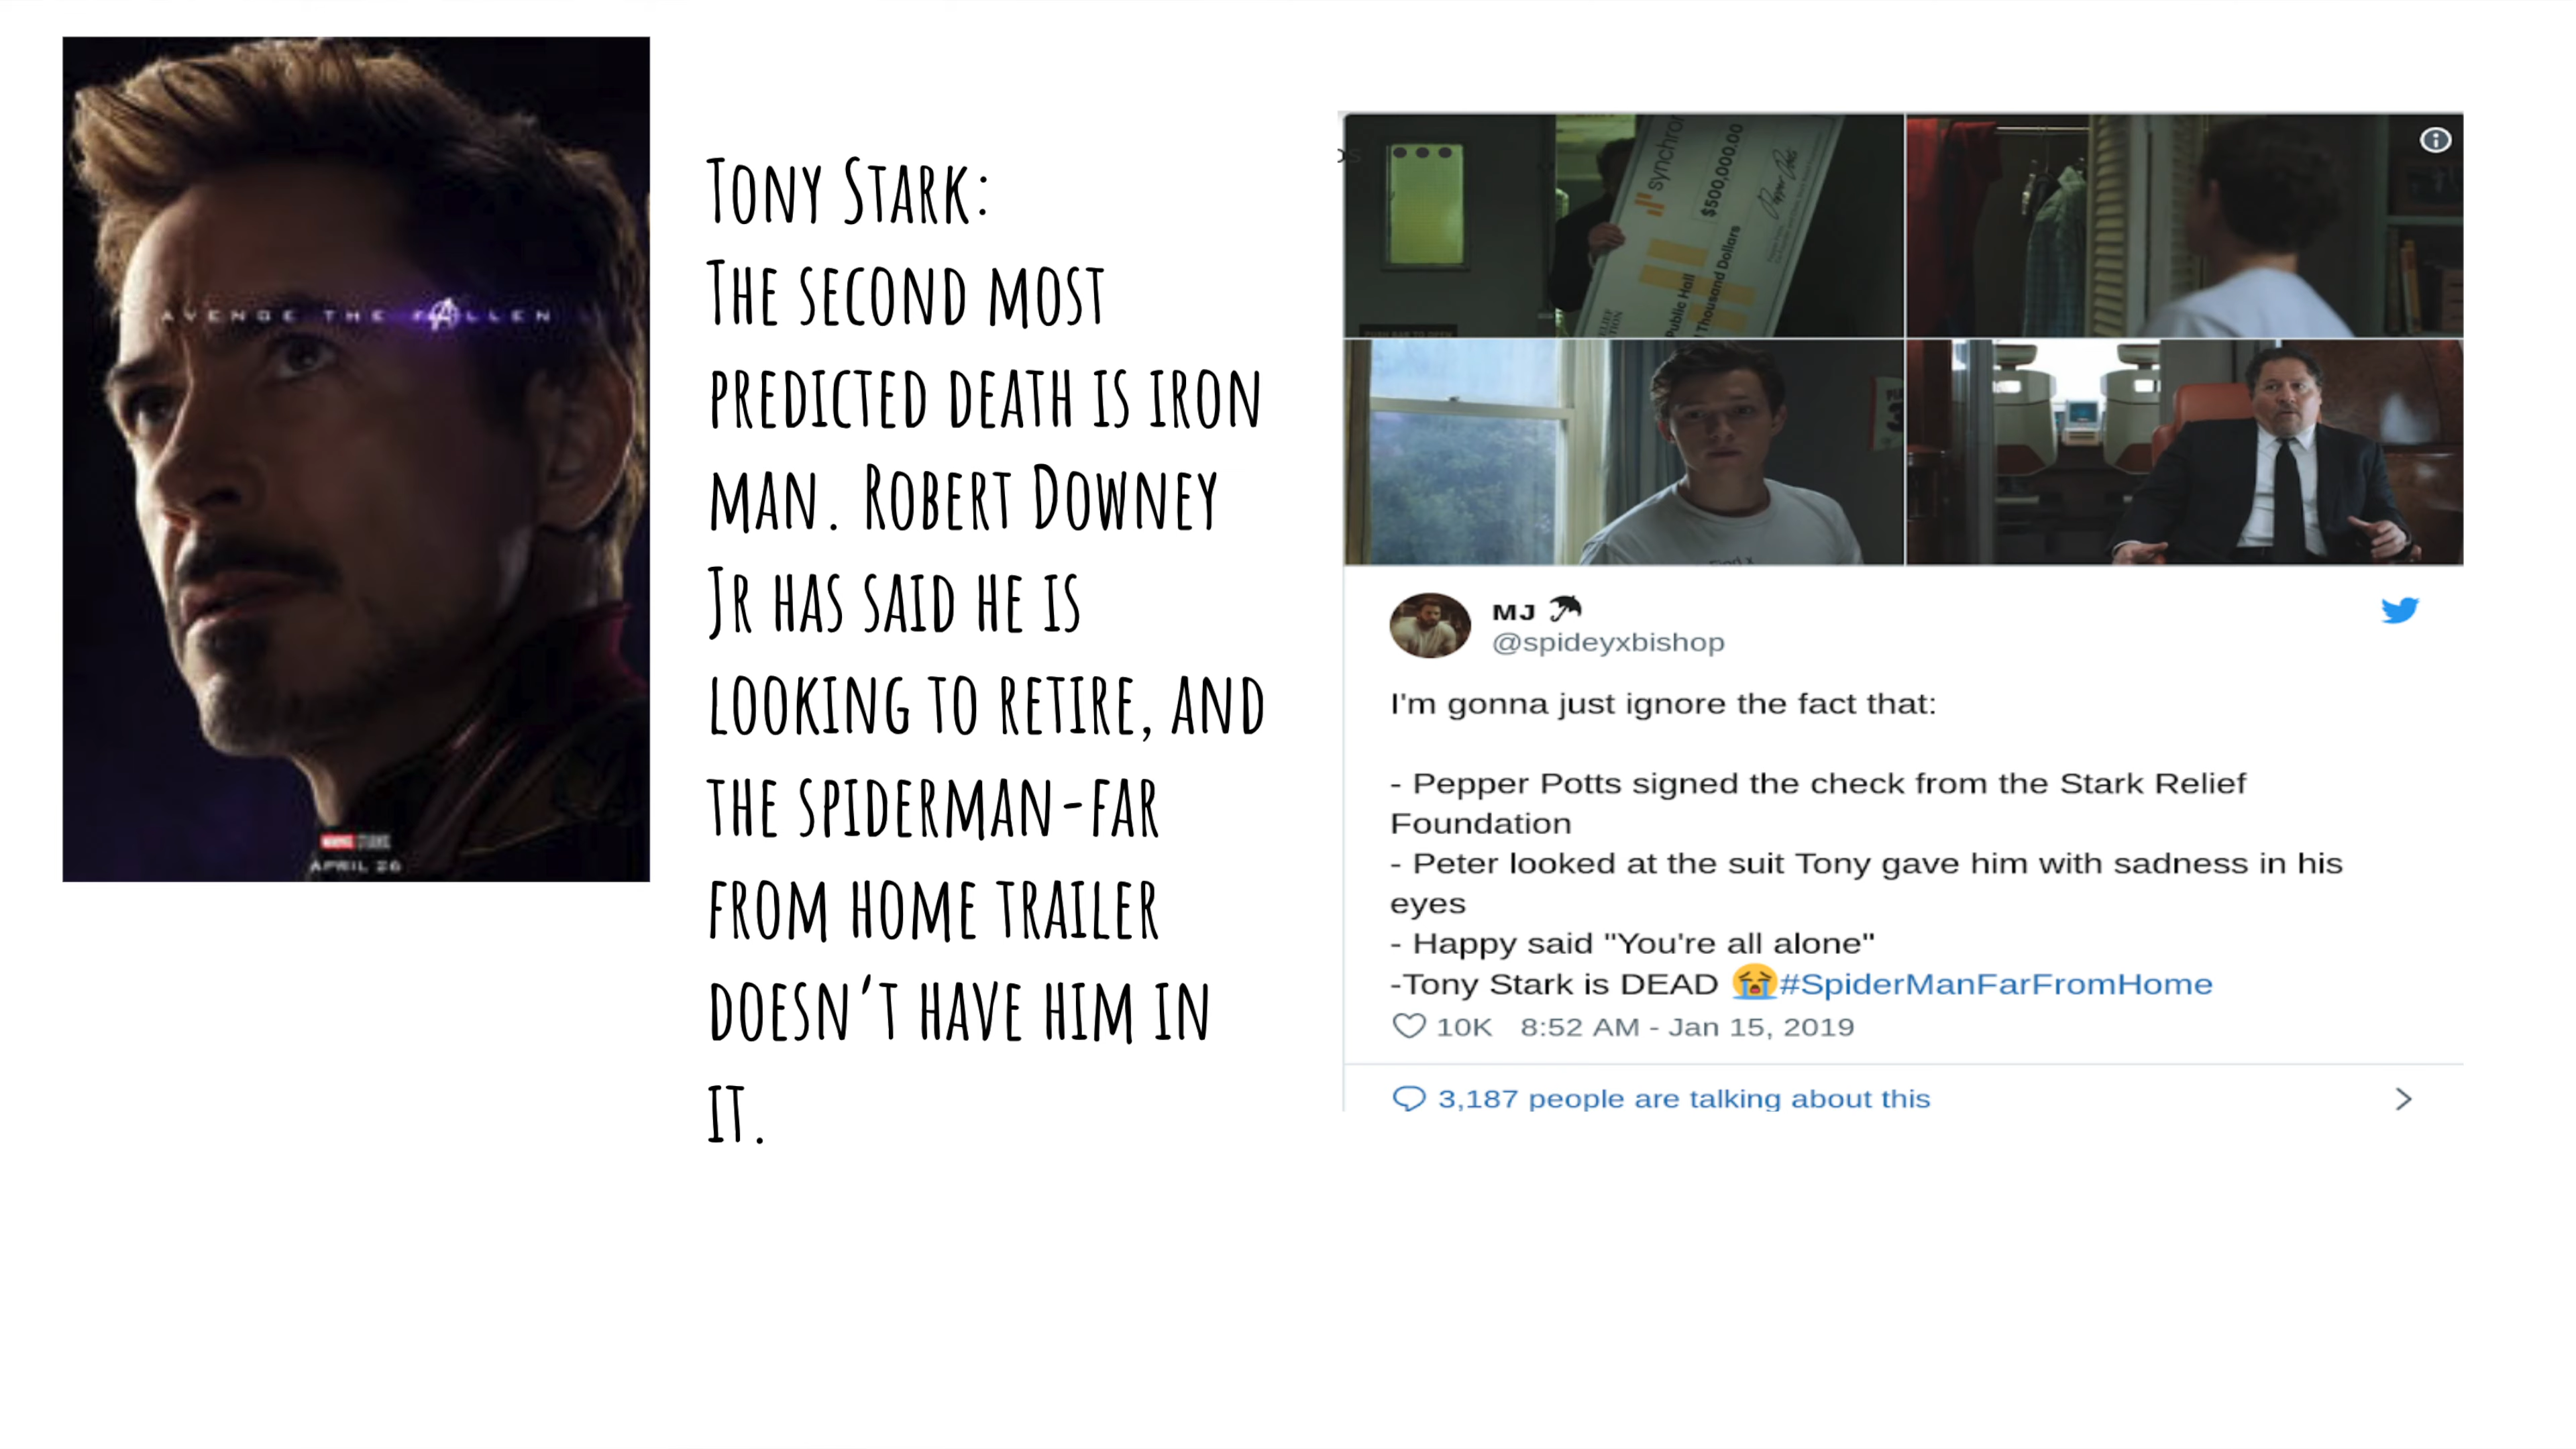 AVENGE THE FALLEN
MARVEL STUDIOS
APRIL 26
TONY STARK:
THE SECOND MOST
PREDICTED DEATH IS IRON
MAN. ROBERT DOWNEY
JR HAS SAID HE IS
LOOKING TO RETIRE, AND
THE SPIDERMAN-FAR
FROM HOME TRAILER
DOESN'T HAVE HIM IN
IT.
synchron
$500,000.00
Public Hall
Thousand Dollars
MJ ☂
@spideyxbishop
I'm gonna just ignore the fact that:
- Pepper Potts signed the check from the Stark Relief
Foundation
- Peter looked at the suit Tony gave him with sadness in his
eyes
- Happy said "You're all alone"
-Tony Stark is DEAD 😭#SpiderManFarFromHome
10K 8:52 AM - Jan 15, 2019
3,187 people are talking about this